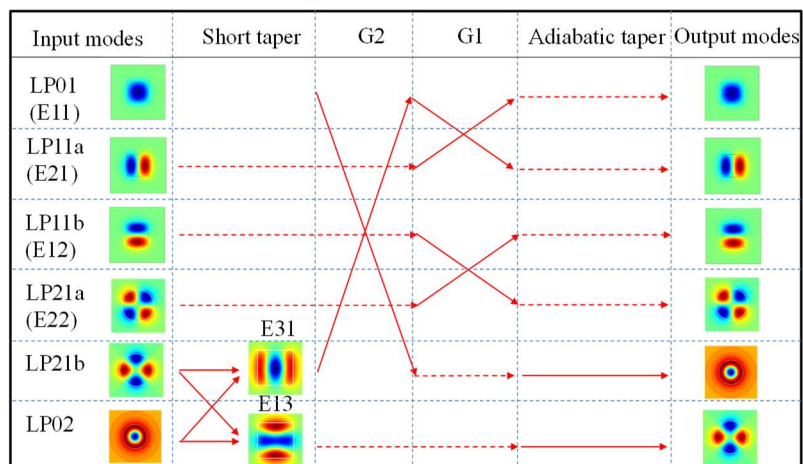 Input modes Short taper G2 G1 Adiabatic taper Output modes
LP01
(E11)
LP11a
(E21)
LP11b
(E12)
LP21a
(E22)
E31
LP21b
E13
LP02